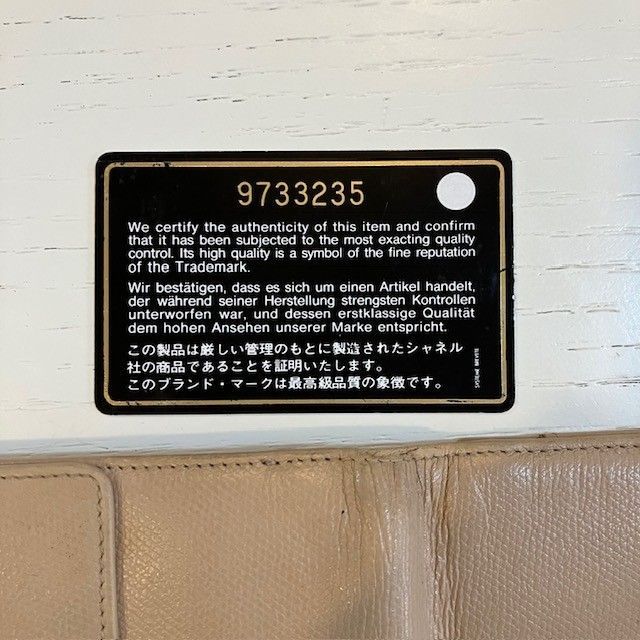 9733235
We certify the authenticity of this item and confirm
that it has been subjected to the most exacting quality
control. Its high quality is a symbol of the fine reputation
of the Trademark.
Wir bestätigen, dass es sich um einen Artikel handelt,
der während seiner Herstellung strengsten Kontrollen
unterworfen war, und dessen erstklassige Qualität
dem hohen Ansehen unserer Marke entspricht.
この製品は厳しい管理のもとに製造されたシャネル
社の商品であることを証明いたします。
このブランド・マークは最高級品質の象徴です。
SYSTEME BREVETE